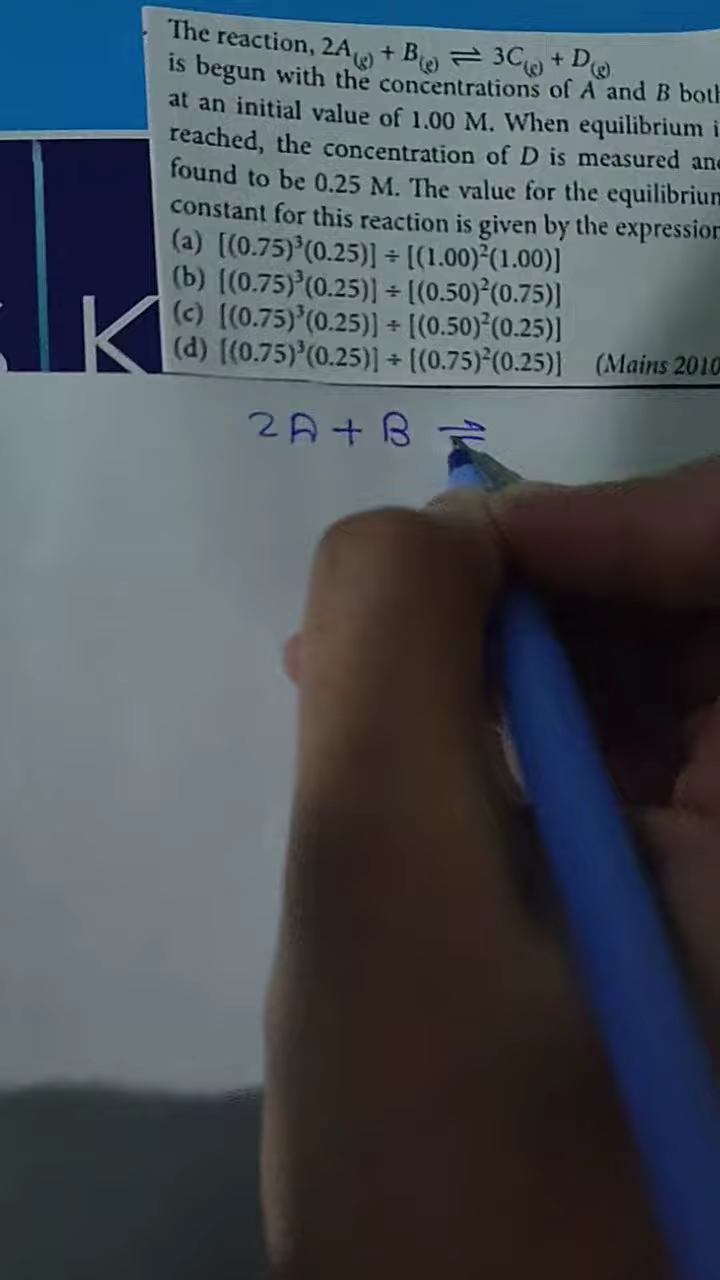 The reaction, 2A(g) + B(g) ⇌ 3C(g) + D(g)
is begun with the concentrations of A and B both
at an initial value of 1.00 M. When equilibrium i
reached, the concentration of D is measured and
found to be 0.25 M. The value for the equilibrium
constant for this reaction is given by the expression
(a) [(0.75)³(0.25)] ÷ [(1.00)²(1.00)]
(b) [(0.75)³(0.25)] ÷ [(0.50)²(0.75)]
(c) [(0.75)³(0.25)] ÷ [(0.50)²(0.25)]
(d) [(0.75)³(0.25)] ÷ [(0.75)²(0.25)] (Mains 2010
K
2A + B ⇌